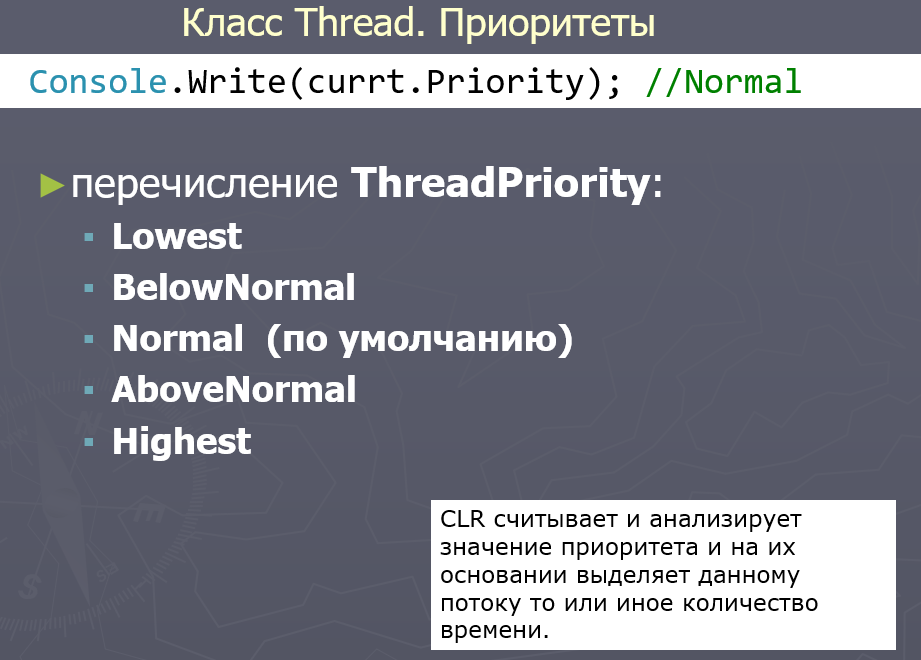 Класс Thread. Приоритеты
Console.Write(currt.Priority); //Normal
►перечисление ThreadPriority:
▪ Lowest
▪ BelowNormal
▪ Normal (по умолчанию)
▪ AboveNormal
▪ Highest
CLR считывает и анализирует
значение приоритета и на их
основании выделяет данному
потоку то или иное количество
времени.
m
S